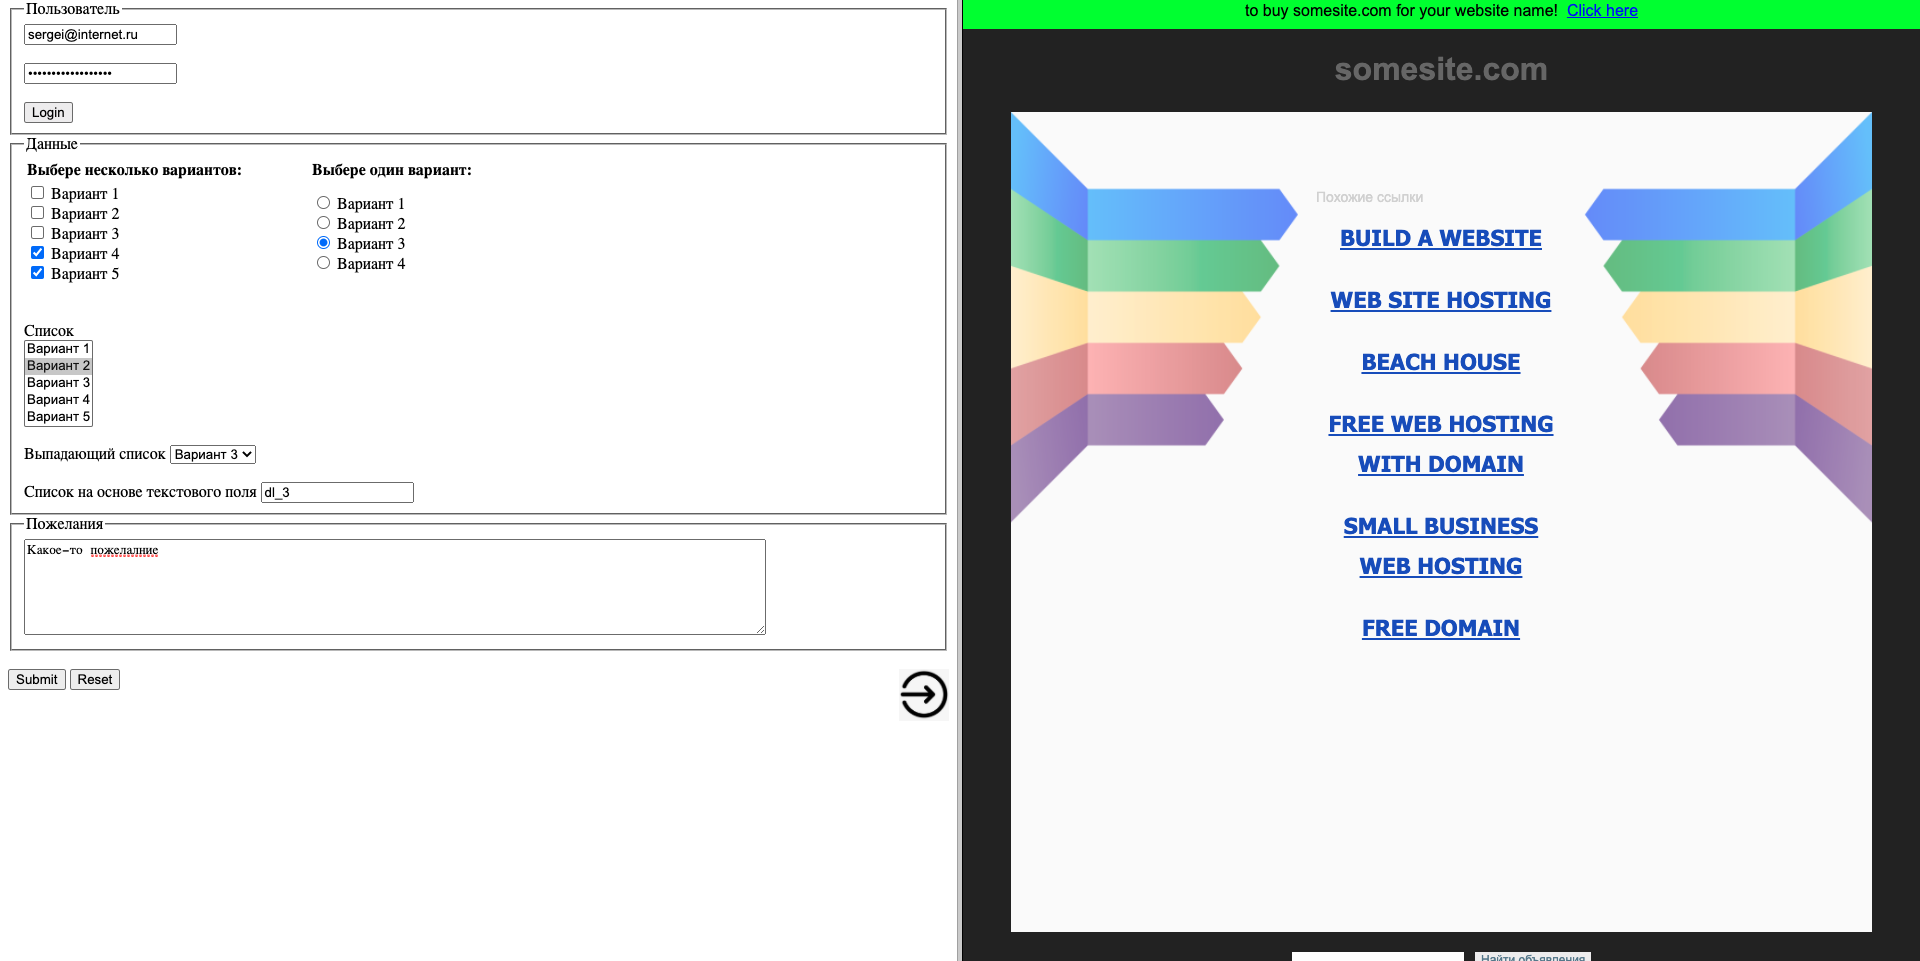 Пользователь
sergei@internet.ru
••••••••••••••••••
Login
Данные
Выбере несколько вариантов:
Вариант 1
Вариант 2
Вариант 3
Вариант 4
Вариант 5
Выбере один вариант:
Вариант 1
Вариант 2
Вариант 3
Вариант 4
Список
Вариант 1
Вариант 2
Вариант 3
Вариант 4
Вариант 5
Выпадающий список Вариант 3
Список на основе текстового поля dl_3
Пожелания
Какое-то пожелалние
Submit Reset
to buy somesite.com for your website name! Click here
somesite.com
Похожие ссылки
BUILD A WEBSITE
WEB SITE HOSTING
BEACH HOUSE
FREE WEB HOSTING
WITH DOMAIN
SMALL BUSINESS
WEB HOSTING
FREE DOMAIN
Найти объявления